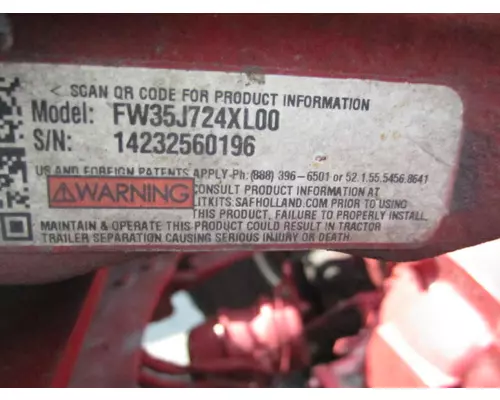 < SCAN QR CODE FOR PRODUCT INFORMATION
Model: FW35J724XL00
S/N: 14232560196
US AND FOREIGN PATENTS APPLY-Ph:(888) 396-6501 or 52.1.55.5456.8641
WARNING CONSULT PRODUCT INFORMATION AT
LITKITS.SAFHOLLAND.COM PRIOR TO USING
THIS PRODUCT, FAILURE TO PROPERLY INSTALL,
MAINTAIN & OPERATE THIS PRODUCT COULD RESULT IN TRACTOR
TRAILER SEPARATION CAUSING SERIOUS INJURY OR DEATH.